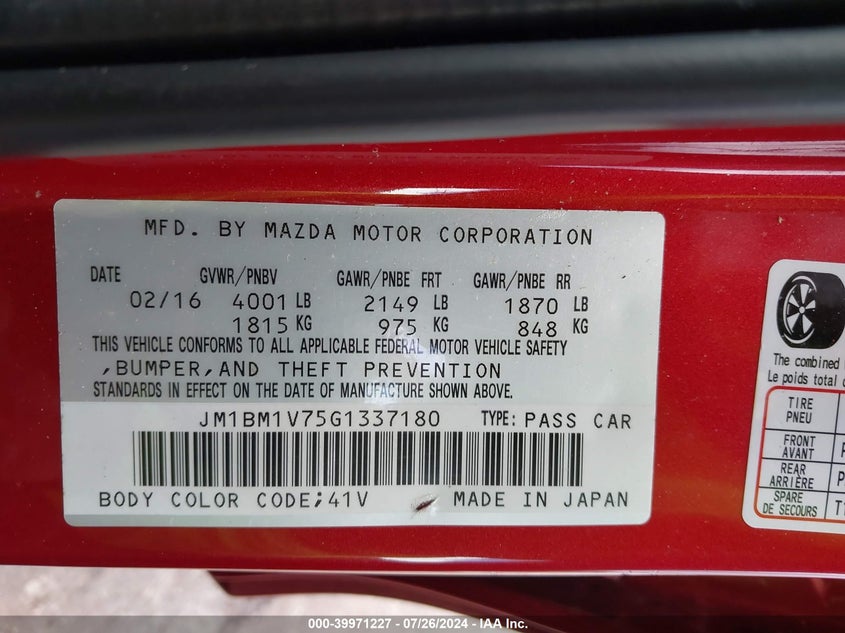 MFD. BY MAZDA MOTOR CORPORATION
DATE GVWR/PNBV GAWR/PNBE FRT GAWR/PNBE RR
02/16 4001 LB 2149 LB 1870 LB
1815 KG 975 KG 848 KG
THIS VEHICLE CONFORMS TO ALL APPLICABLE FEDERAL MOTOR VEHICLE SAFETY
,BUMPER,AND THEFT PREVENTION
STANDARDS IN EFFECT ON THE DATE OF MANUFACTURE SHOWN ABOVE.
JM1BM1V75G1337180 TYPE: PASS CAR
BODY COLOR CODE;41V MADE IN JAPAN
The combined
Le poids total
TIRE
PNEU
FRONT
AVANT
REAR
ARRIÈRE
SPARE
DE SECOURS
000-39971227 - 07/26/2024 - IAA Inc.